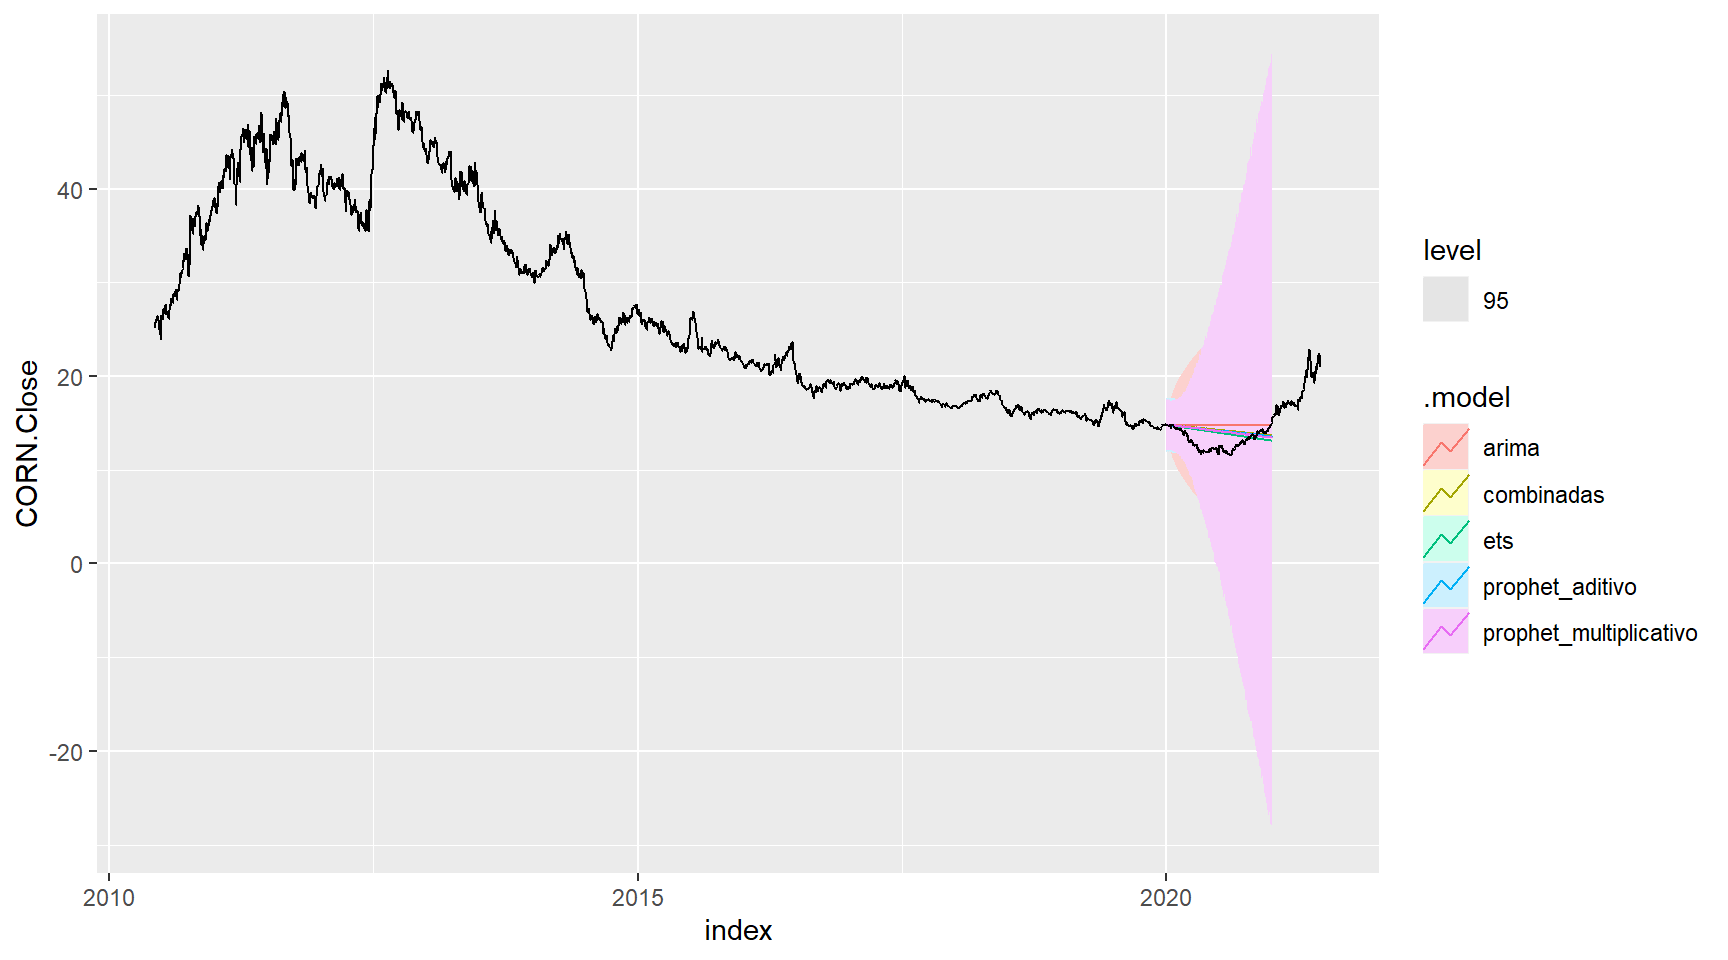 CORN.Close
40
20
0
-20
2010
2015
2020
index
level
95
.model
arima
combinadas
ets
prophet_aditivo
prophet_multiplicativo